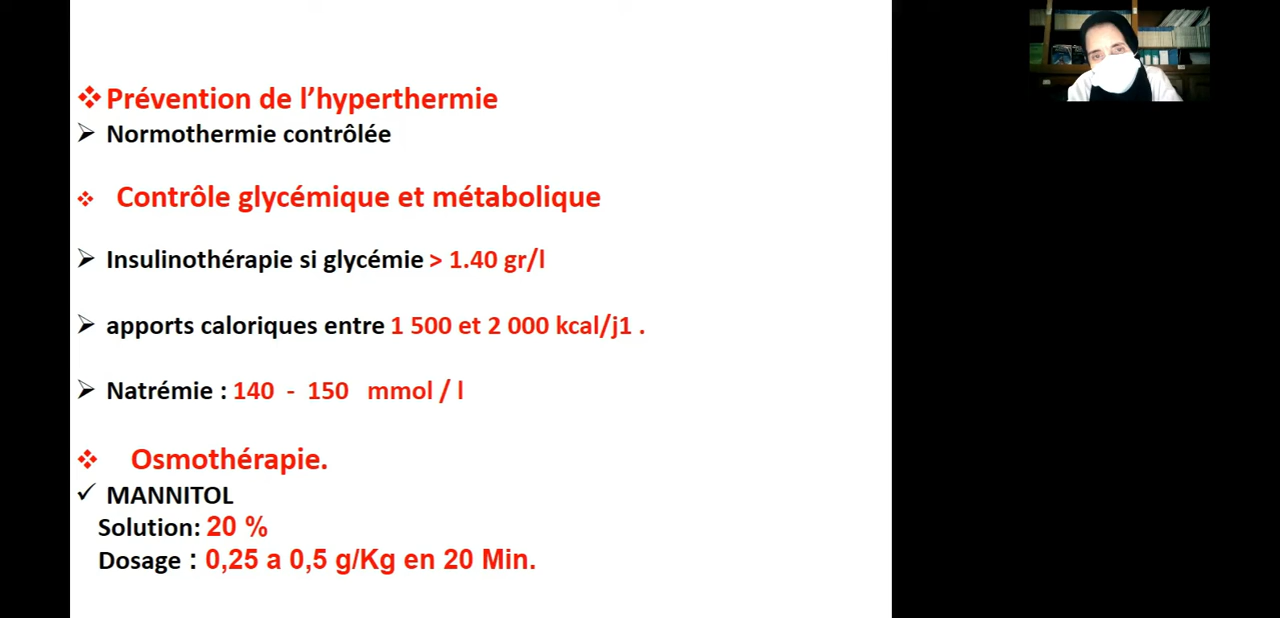 Prévention de l’hyperthermie
Normothermie contrôlée
Contrôle glycémique et métabolique
Insulinothérapie si glycémie > 1.40 gr/l
apports caloriques entre 1 500 et 2 000 kcal/j1 .
Natrémie : 140 - 150 mmol / l
Osmothérapie.
MANNITOL
Solution: 20 %
Dosage : 0,25 a 0,5 g/Kg en 20 Min.